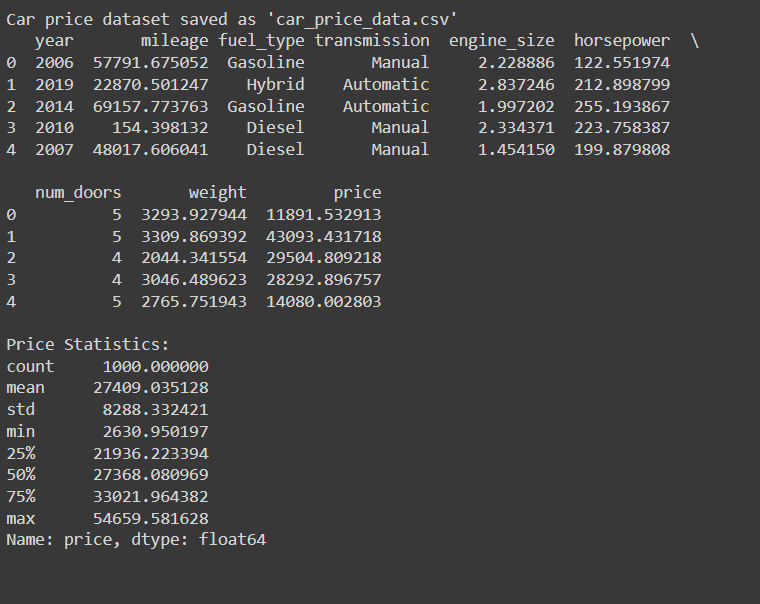 Car price dataset saved as 'car_price_data.csv'
   year       mileage fuel_type transmission  engine_size  horsepower  \
0  2006  57791.675052  Gasoline       Manual     2.228886  122.551974
1  2019  22870.501247    Hybrid    Automatic     2.837246  212.898799
2  2014  69157.773763  Gasoline    Automatic     1.997202  255.193867
3  2010    154.398132    Diesel       Manual     2.334371  223.758387
4  2007  48017.606041    Diesel       Manual     1.454150  199.879808
   num_doors       weight         price
0          5  3293.927944  11891.532913
1          5  3309.869392  43093.431718
2          4  2044.341554  29504.809218
3          4  3046.489623  28292.896757
4          5  2765.751943  14080.002803
Price Statistics:
count     1000.000000
mean     27409.035128
std       8288.332421
min       2630.950197
25%      21936.223394
50%      27368.080969
75%      33021.964382
max      54659.581628
Name: price, dtype: float64